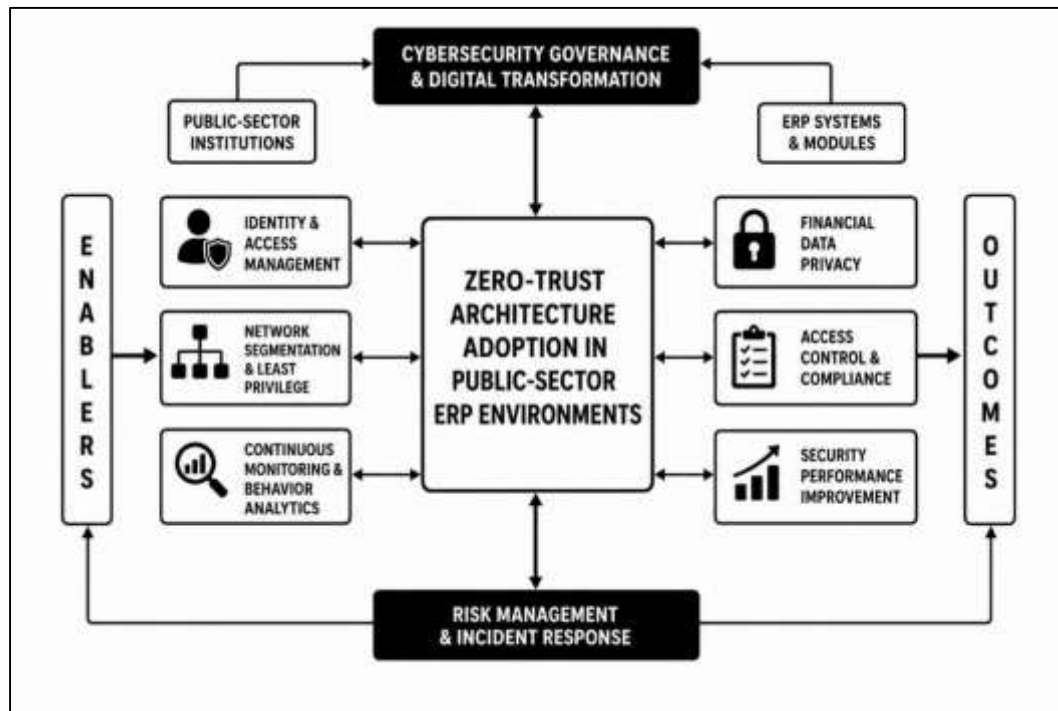 CYBERSECURITY GOVERNANCE
& DIGITAL TRANSFORMATION
PUBLIC-SECTOR
INSTITUTIONS
ERP SYSTEMS
& MODULES
ENABLERS
IDENTITY &
ACCESS
MANAGEMENT
NETWORK
SEGMENTATION
& LEAST
PRIVILEGE
CONTINUOUS
MONITORING &
BEHAVIOR
ANALYTICS
ZERO-TRUST
ARCHITECTURE
ADOPTION IN
PUBLIC-SECTOR
ERP ENVIRONMENTS
FINANCIAL
DATA
PRIVACY
ACCESS
CONTROL &
COMPLIANCE
SECURITY
PERFORMANCE
IMPROVEMENT
OUTCOMES
RISK MANAGEMENT
& INCIDENT RESPONSE